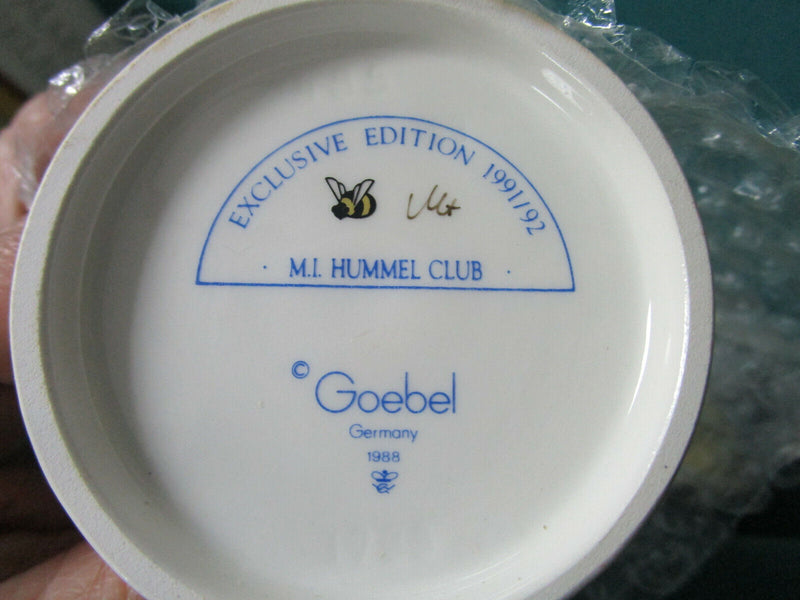 EXCLUSIVE EDITION 1991/92
· M.I. HUMMEL CLUB ·
© Goebel
Germany
1988